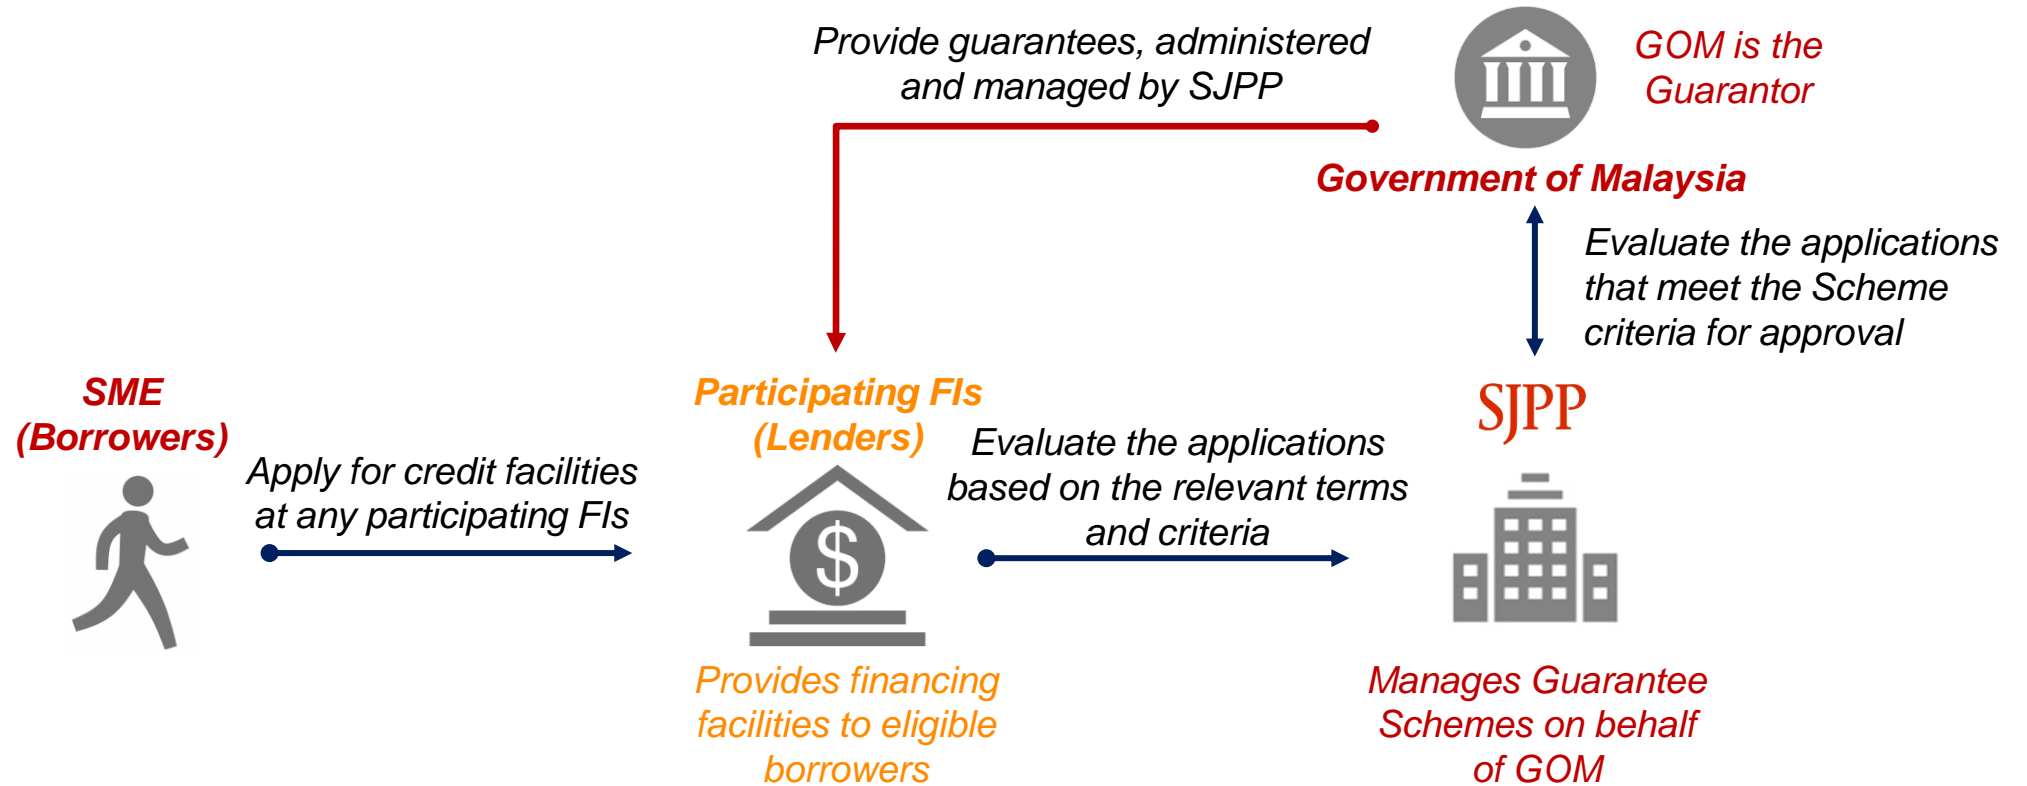 Provide guarantees, administered
and managed by SJPP
GOM is the
Guarantor
Government of Malaysia
Evaluate the applications
that meet the Scheme
criteria for approval
SME
(Borrowers)
Apply for credit facilities
at any participating FIs
Participating FIs
(Lenders)
$
Provides financing
facilities to eligible
borrowers
Evaluate the applications
based on the relevant terms
and criteria
SJPP
Manages Guarantee
Schemes on behalf
of GOM